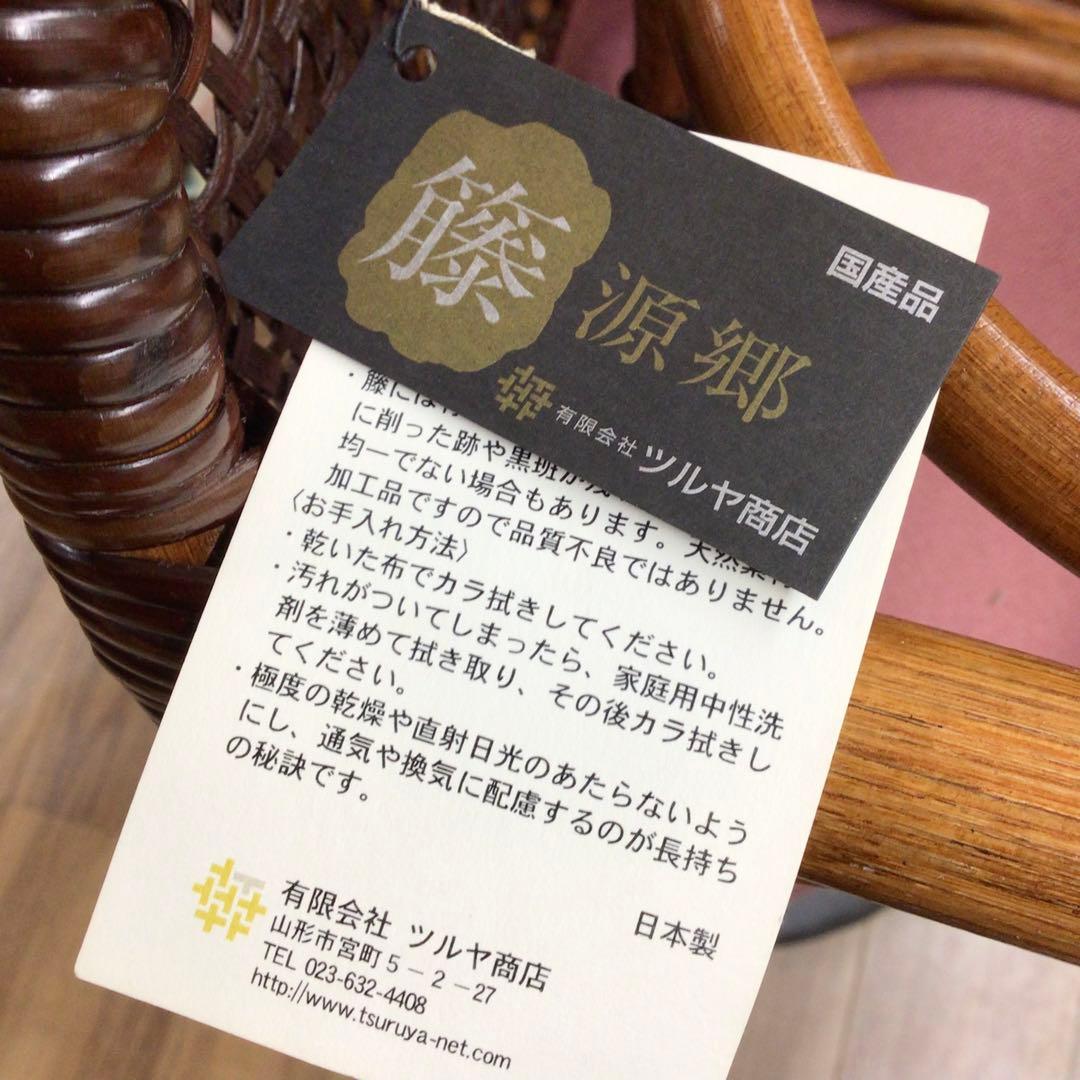 籐
源郷
国産品
有限会社 ツルヤ商店
・籐には
に削った跡や黒斑が
均一でない場合もあります。天然素材
加工品ですので品質不良ではありません。
〈お手入れ方法〉
・乾いた布でカラ拭きしてください。
・汚れがついてしまったら、家庭用中性洗
剤を薄めて拭き取り、その後カラ拭きし
てください。
・極度の乾燥や直射日光のあたらないよう
にし、通気や換気に配慮するのが長持ち
の秘訣です。
日本製
有限会社 ツルヤ商店
山形市宮町5-2-27
TEL 023-632-4408
http://www.tsuruya-net.com